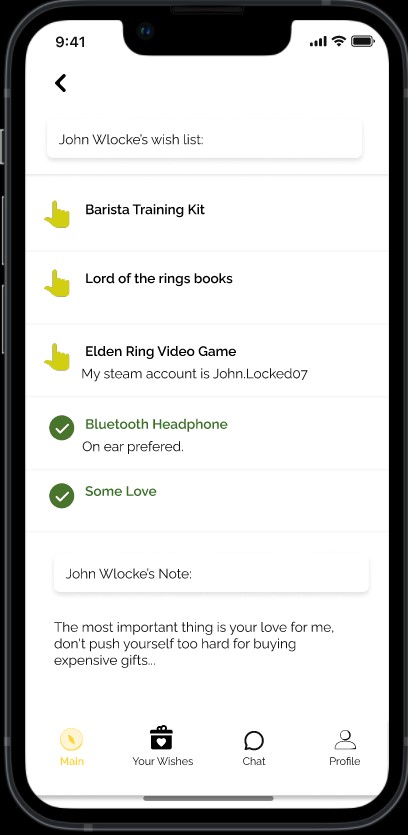 9:41
John Wlocke's wish list:
Barista Training Kit
Lord of the rings books
Elden Ring Video Game
My steam account is John.Locked07
Bluetooth Headphone
On ear prefered.
Some Love
John Wlocke's Note:
The most important thing is your love for me,
don't push yourself too hard for buying
expensive gifts...
Main
Your Wishes
Chat
Profile